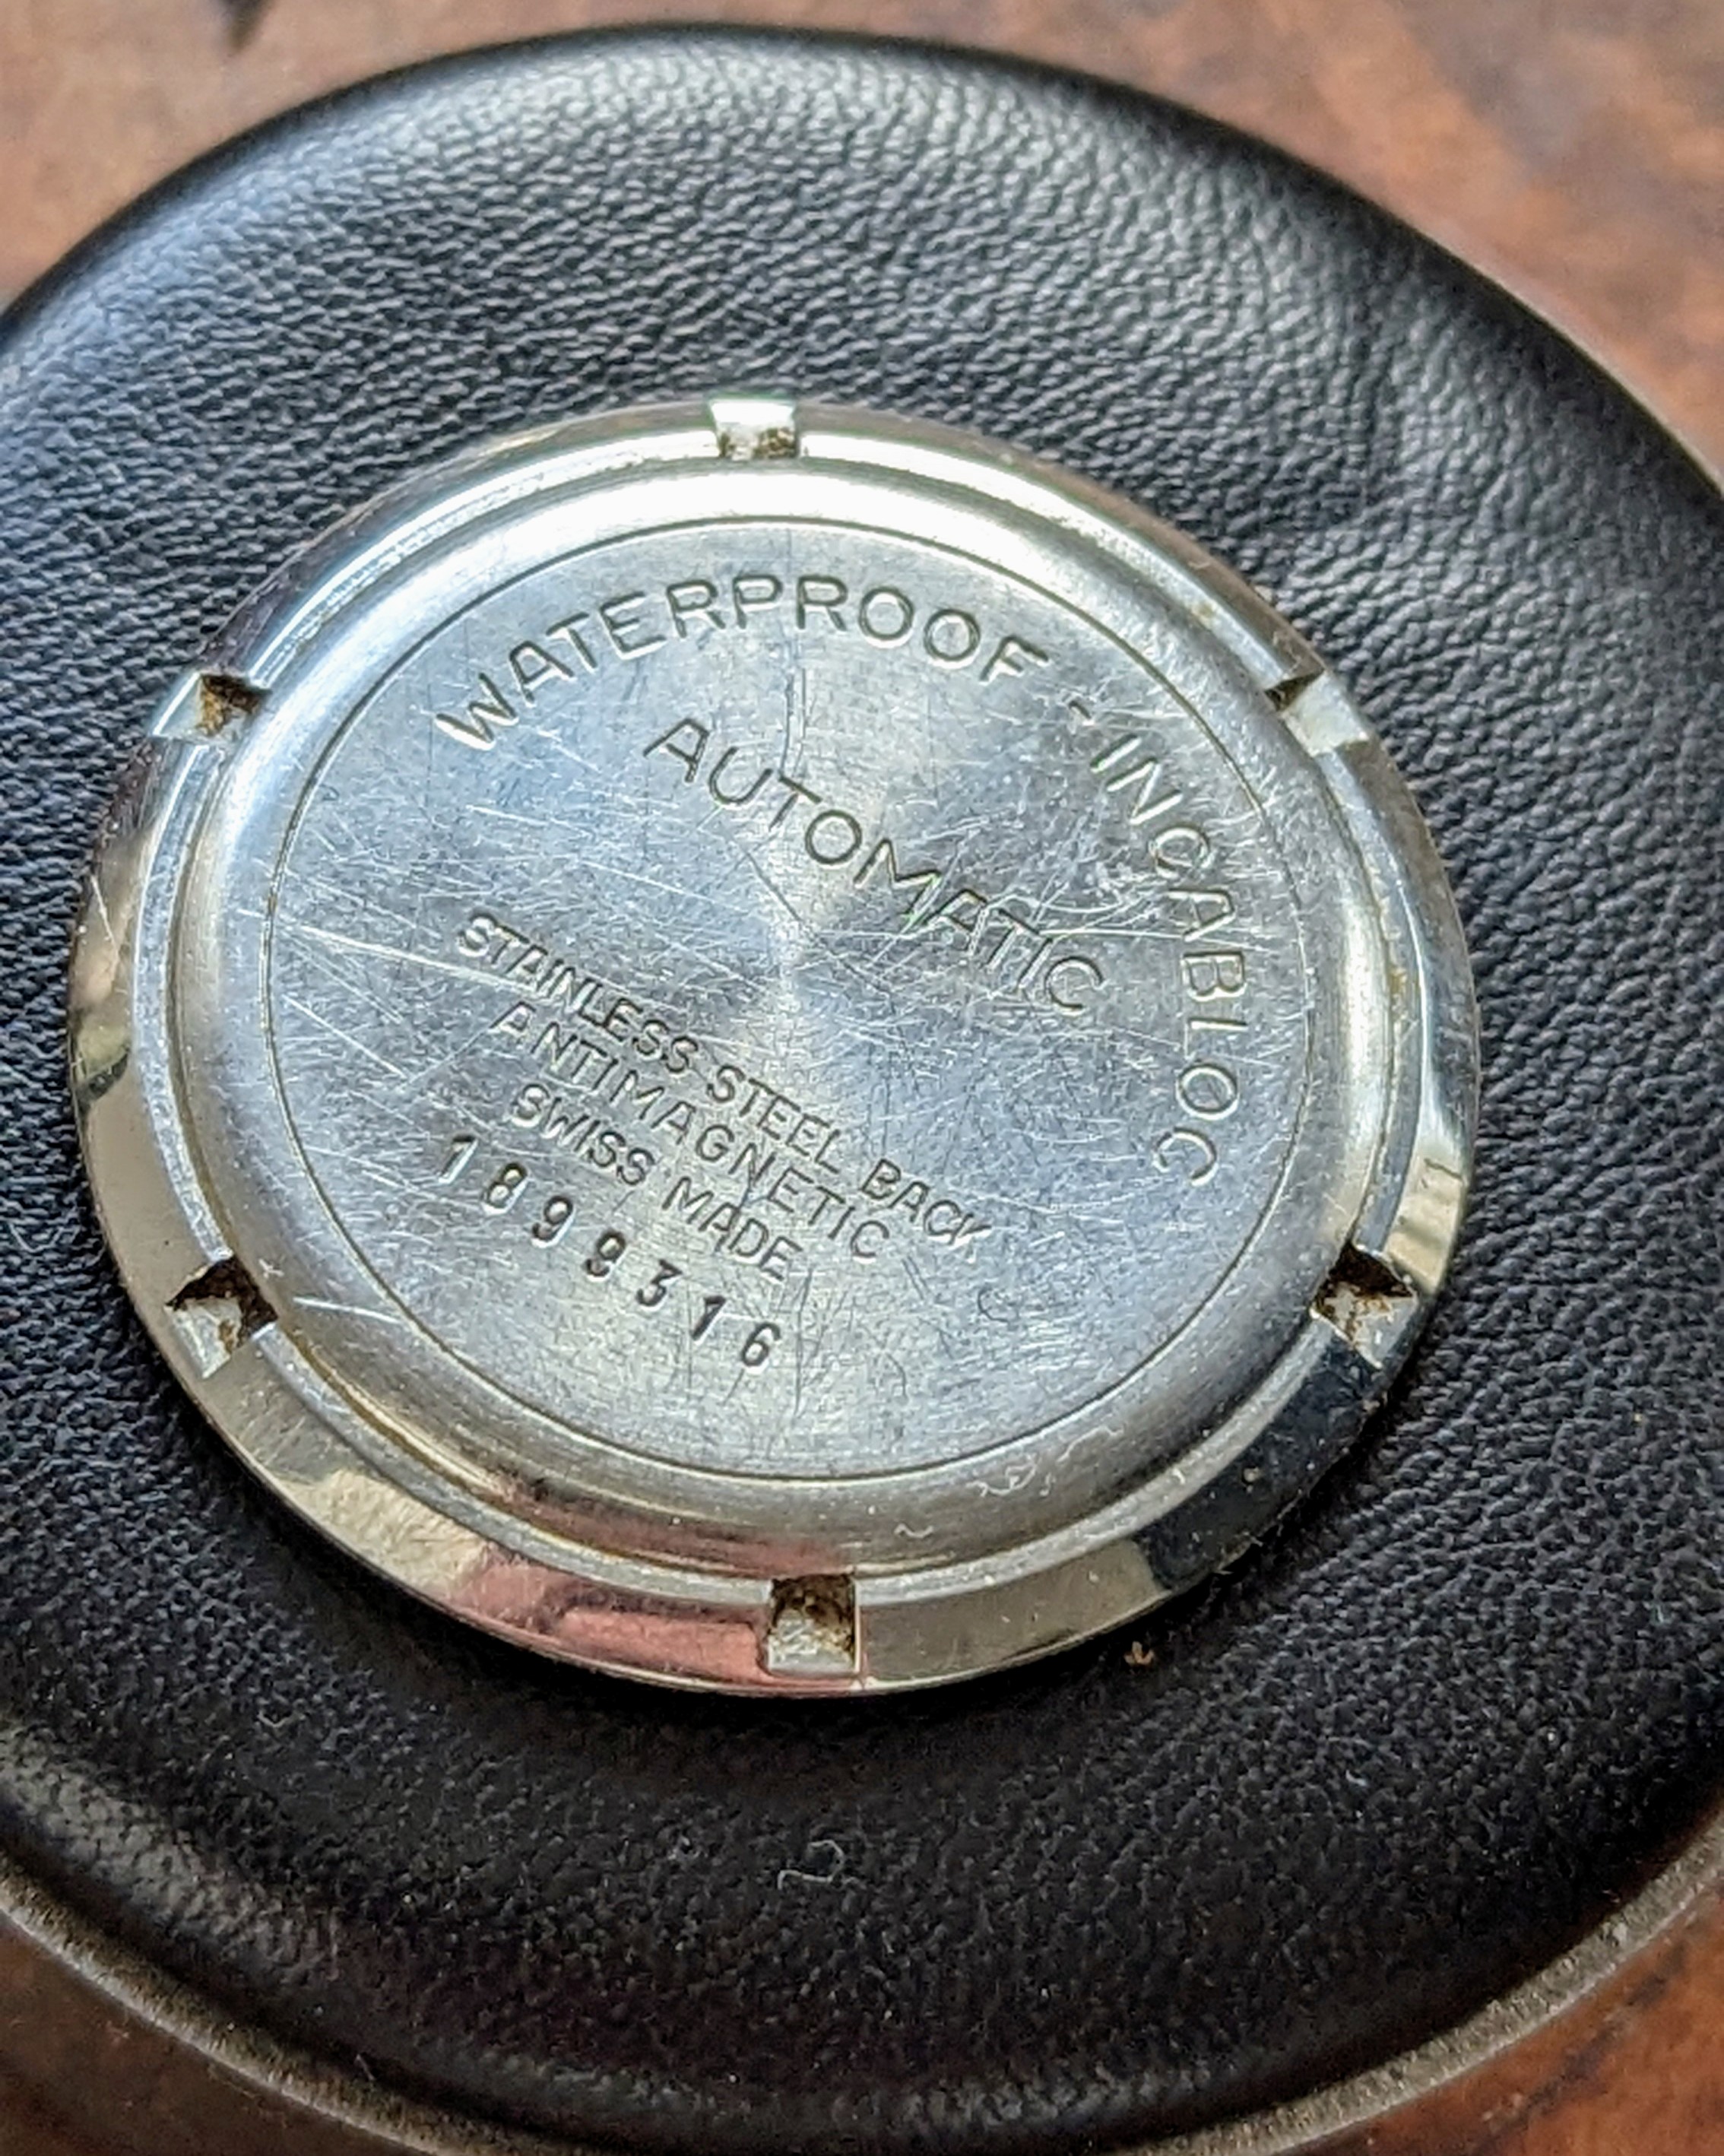 WATERPROOF - INCABLOC
AUTOMATIC
STAINLESS STEEL BACK
ANTIMAGNETIC
SWISS MADE
1899316